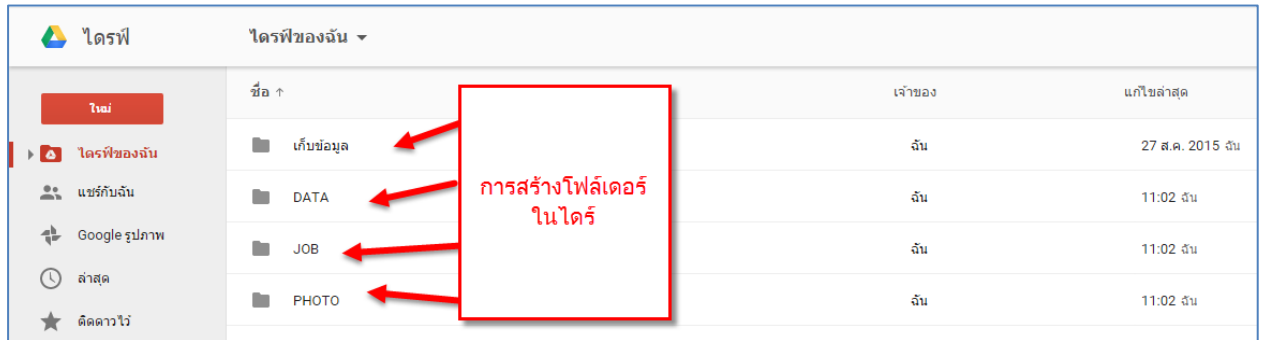 ไดรฟ์
ไดรฟ์ของฉัน
ชื่อ ↑
เจ้าของ
แก้ไขล่าสุด
ใหม่
ไดรฟ์ของฉัน
แชร์กับฉัน
Google รูปภาพ
ล่าสุด
ติดดาวไว้
เก็บข้อมูล
ฉัน
27 ส.ค. 2015 ฉัน
DATA
ฉัน
11:02 ฉัน
JOB
ฉัน
11:02 ฉัน
PHOTO
ฉัน
11:02 ฉัน
การสร้างโฟล์เดอร์
ในไดร์